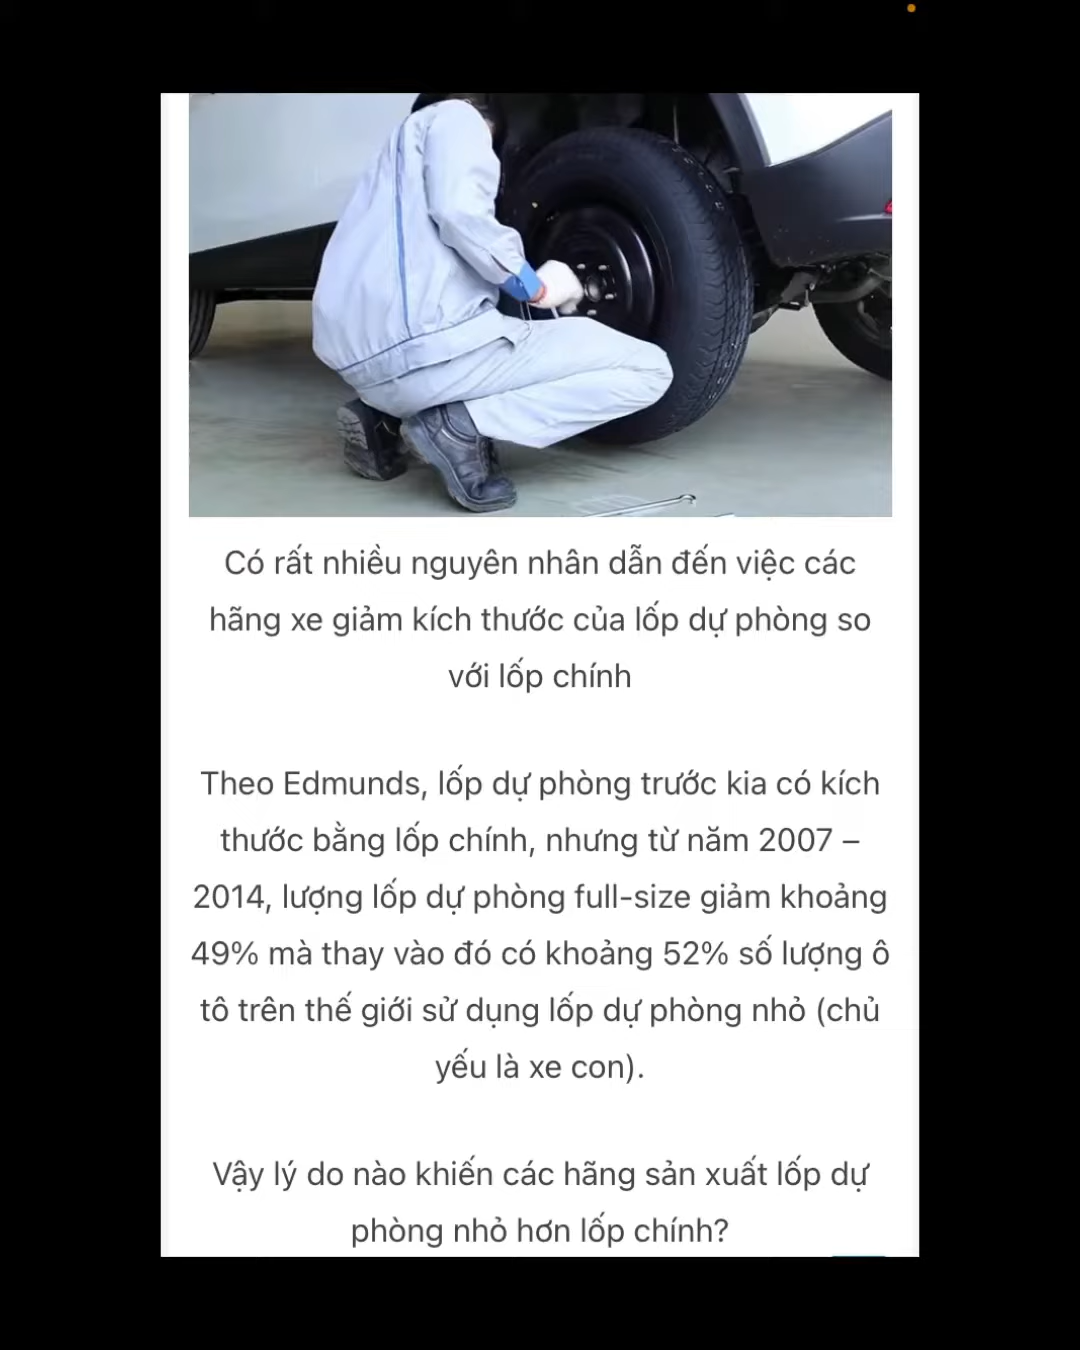 Có rất nhiều nguyên nhân dẫn đến việc các
hãng xe giảm kích thước của lốp dự phòng so
với lốp chính
Theo Edmunds, lốp dự phòng trước kia có kích
thước bằng lốp chính, nhưng từ năm 2007 –
2014, lượng lốp dự phòng full-size giảm khoảng
49% mà thay vào đó có khoảng 52% số lượng ô
tô trên thế giới sử dụng lốp dự phòng nhỏ (chủ
yếu là xe con).
Vậy lý do nào khiến các hãng sản xuất lốp dự
phòng nhỏ hơn lốp chính?